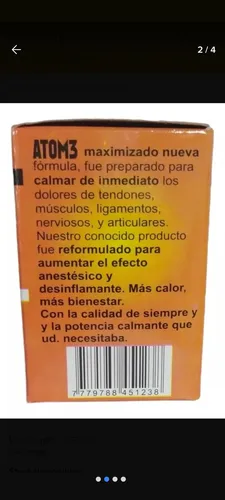 2 / 4
ATOM3 maximizado nueva
fórmula, fue preparado para
calmar de inmediato los
dolores de tendones,
músculos, ligamentos,
nerviosos, y articulares.
Nuestro conocido producto
fue reformulado para
aumentar el efecto
anestésico y
desinflamante. Más calor,
más bienestar.
Con la calidad de siempre y
y la potencia calmante que
ud. necesitaba.
7 779788 451238